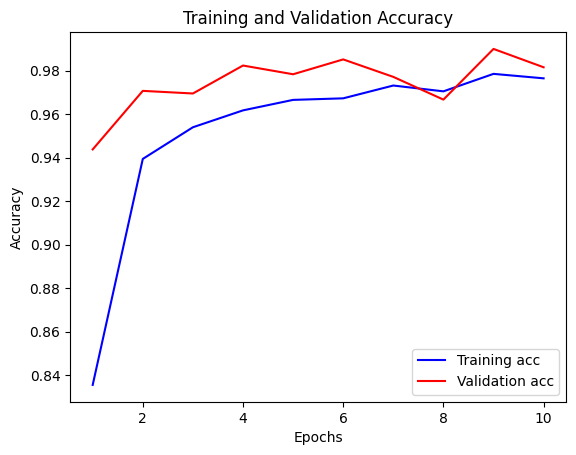 Training and Validation Accuracy
0.98
0.96
0.94
0.92
0.90
0.88
0.86
0.84
Accuracy
2 4 6 8 10
Epochs
Training acc
Validation acc